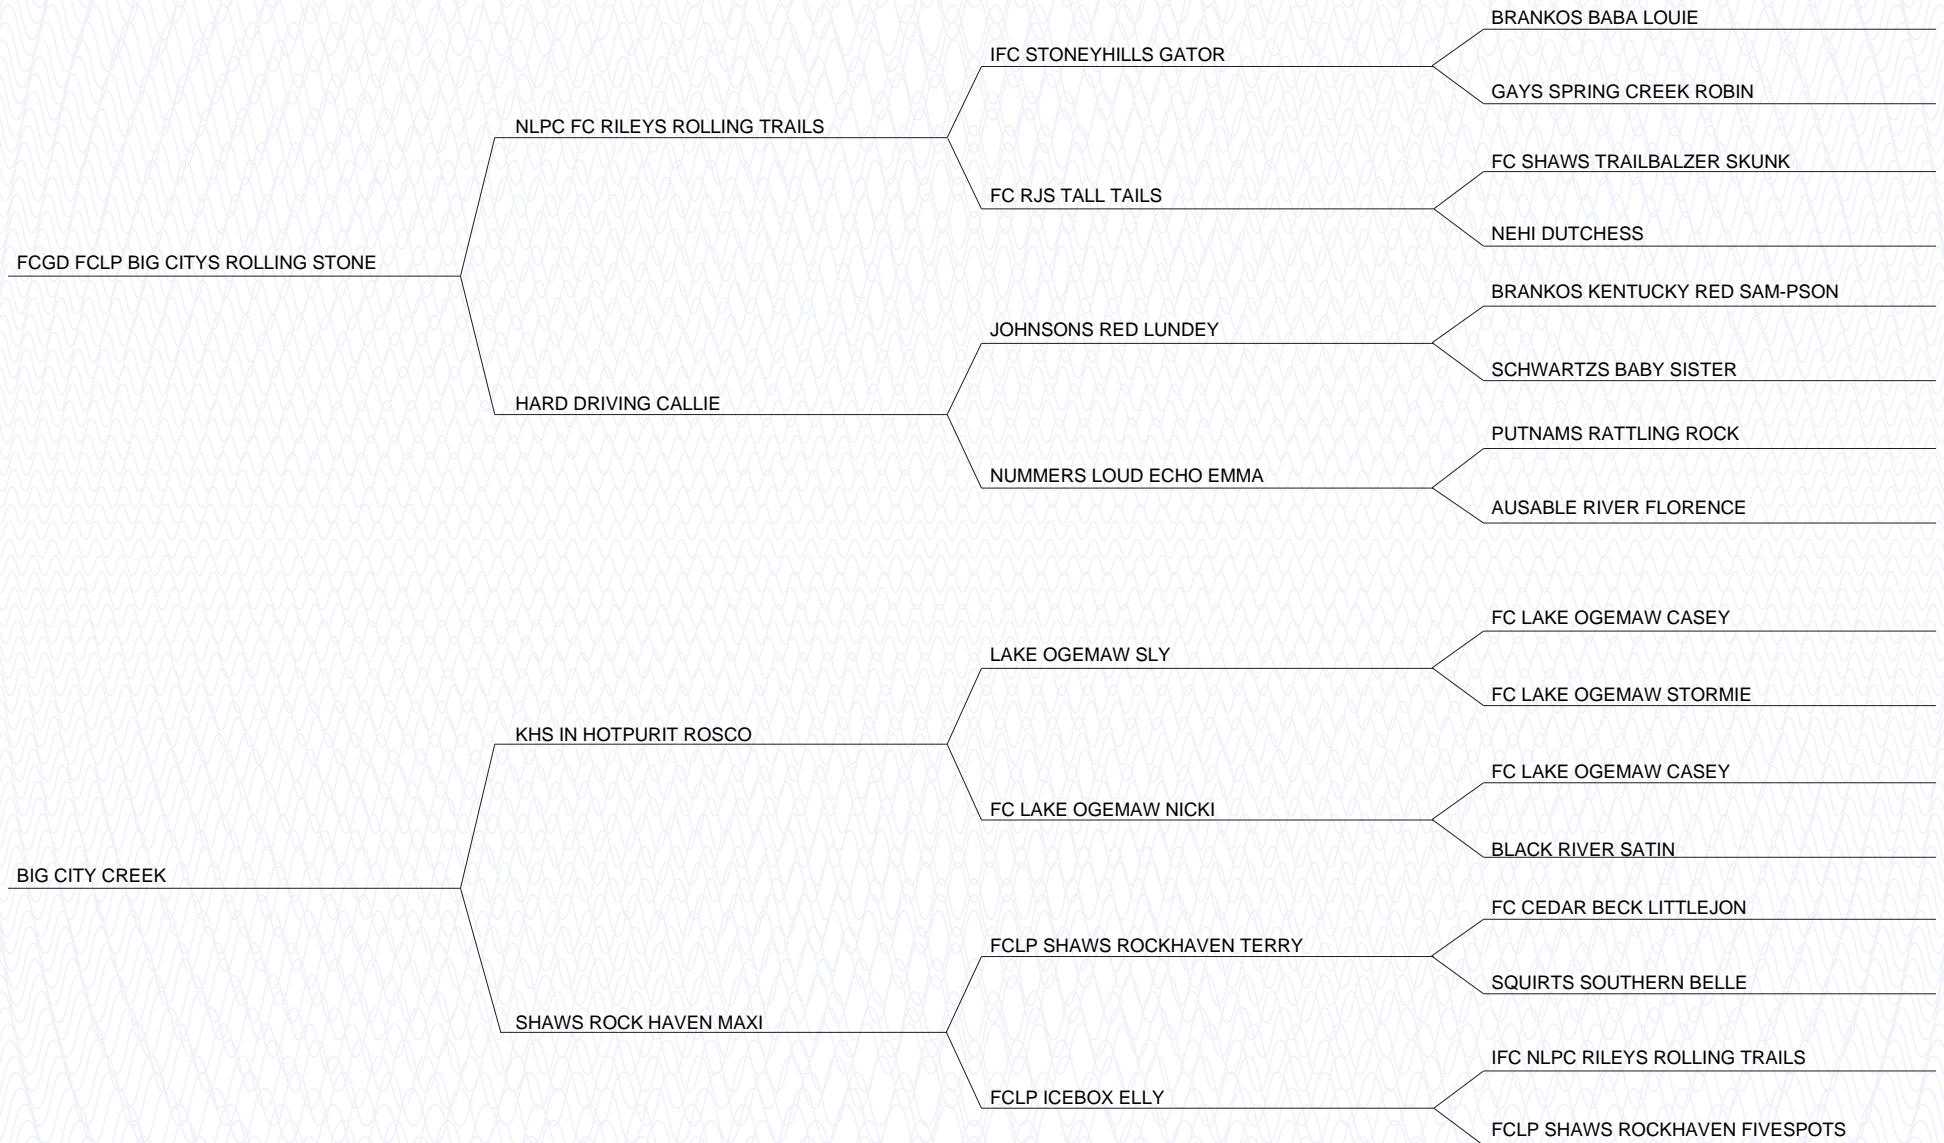 BRANKOS BABA LOUIE
IFC STONEYHILLS GATOR
GAYS SPRING CREEK ROBIN
NLPC FC RILEYS ROLLING TRAILS
FC SHAWS TRAILBALZER SKUNK
FC RJS TALL TAILS
NEHI DUTCHESS
FCGD FCLP BIG CITYS ROLLING STONE
BRANKOS KENTUCKY RED SAM-PSON
JOHNSONS RED LUNDEY
SCHWARTZS BABY SISTER
HARD DRIVING CALLIE
PUTNAMS RATTLING ROCK
NUMMERS LOUD ECHO EMMA
AUSABLE RIVER FLORENCE
FC LAKE OGEMAW CASEY
LAKE OGEMAW SLY
FC LAKE OGEMAW STORMIE
KHS IN HOTPURIT ROSCO
FC LAKE OGEMAW CASEY
FC LAKE OGEMAW NICKI
BLACK RIVER SATIN
BIG CITY CREEK
FC CEDAR BECK LITTLEJON
FCLP SHAWS ROCKHAVEN TERRY
SQUIRTS SOUTHERN BELLE
SHAWS ROCK HAVEN MAXI
IFC NLPC RILEYS ROLLING TRAILS
FCLP ICEBOX ELLY
FCLP SHAWS ROCKHAVEN FIVESPOTS